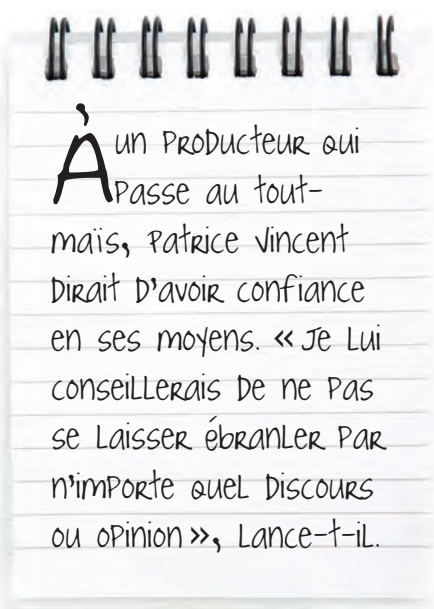 À un producteur qui
passe au tout-
maïs, Patrice Vincent
dirait d'avoir confiance
en ses moyens. « Je lui
conseillerais de ne pas
se laisser ébranler par
n'importe quel discours
ou opinion », lance-t-il.